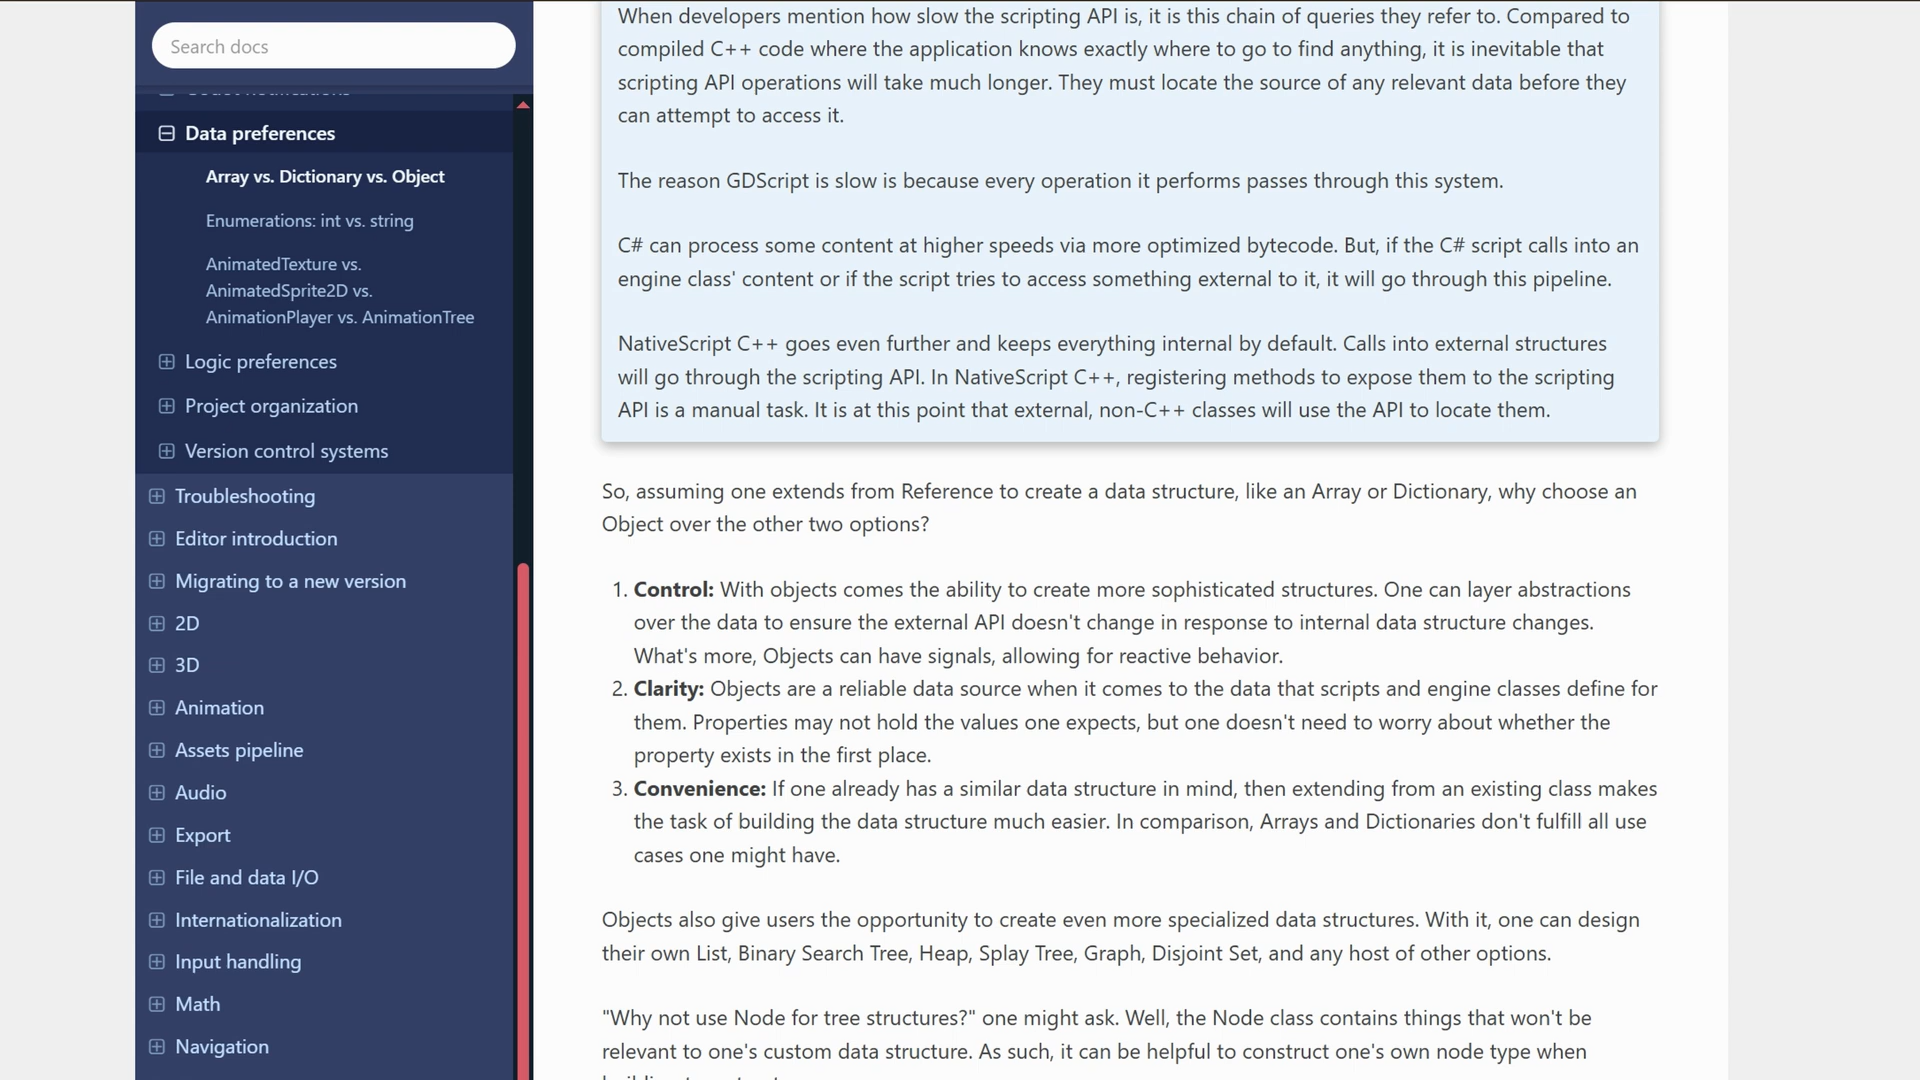 Search docs
Data preferences
Array vs. Dictionary vs. Object
Enumerations: int vs. string
AnimatedTexture vs.
AnimatedSprite2D vs.
AnimationPlayer vs. AnimationTree
Logic preferences
Project organization
Version control systems
Troubleshooting
Editor introduction
Migrating to a new version
2D
3D
Animation
Assets pipeline
Audio
Export
File and data I/O
Internationalization
Input handling
Math
Navigation
When developers mention how slow the scripting API is, it is this chain of queries they refer to. Compared to
compiled C++ code where the application knows exactly where to go to find anything, it is inevitable that
scripting API operations will take much longer. They must locate the source of any relevant data before they
can attempt to access it.
The reason GDScript is slow is because every operation it performs passes through this system.
C# can process some content at higher speeds via more optimized bytecode. But, if the C# script calls into an
engine class' content or if the script tries to access something external to it, it will go through this pipeline.
NativeScript C++ goes even further and keeps everything internal by default. Calls into external structures
will go through the scripting API. In NativeScript C++, registering methods to expose them to the scripting
API is a manual task. It is at this point that external, non-C++ classes will use the API to locate them.
So, assuming one extends from Reference to create a data structure, like an Array or Dictionary, why choose an
Object over the other two options?
1. Control: With objects comes the ability to create more sophisticated structures. One can layer abstractions
over the data to ensure the external API doesn't change in response to internal data structure changes.
What's more, Objects can have signals, allowing for reactive behavior.
2. Clarity: Objects are a reliable data source when it comes to the data that scripts and engine classes define for
them. Properties may not hold the values one expects, but one doesn't need to worry about whether the
property exists in the first place.
3. Convenience: If one already has a similar data structure in mind, then extending from an existing class makes
the task of building the data structure much easier. In comparison, Arrays and Dictionaries don't fulfill all use
cases one might have.
Objects also give users the opportunity to create even more specialized data structures. With it, one can design
their own List, Binary Search Tree, Heap, Splay Tree, Graph, Disjoint Set, and any host of other options.
"Why not use Node for tree structures?" one might ask. Well, the Node class contains things that won't be
relevant to one's custom data structure. As such, it can be helpful to construct one's own node type when